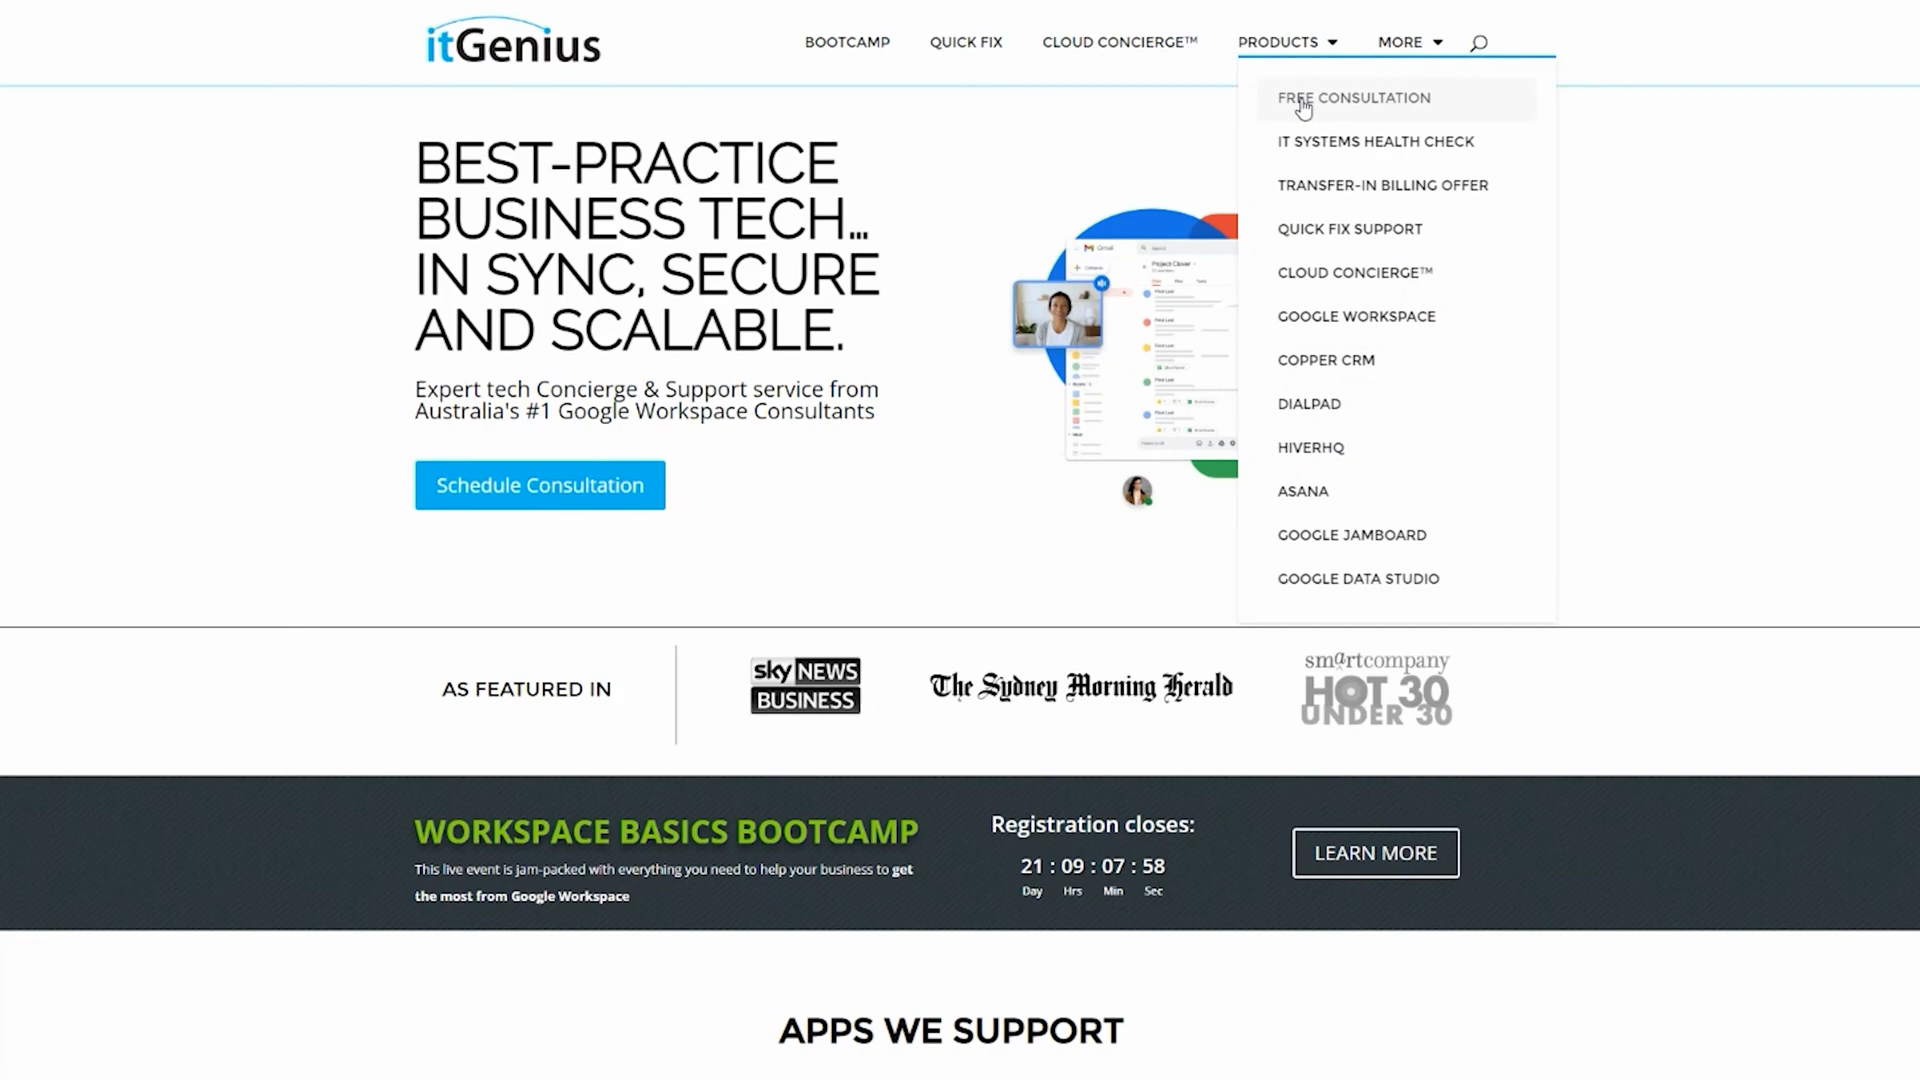 itGenius
BOOTCAMP
QUICK FIX
CLOUD CONCIERGE™
PRODUCTS
MORE
FREE CONSULTATION
IT SYSTEMS HEALTH CHECK
TRANSFER-IN BILLING OFFER
QUICK FIX SUPPORT
CLOUD CONCIERGE™
GOOGLE WORKSPACE
COPPER CRM
DIALPAD
HIVERHQ
ASANA
GOOGLE JAMBOARD
GOOGLE DATA STUDIO
BEST-PRACTICE
BUSINESS TECH...
IN SYNC, SECURE
AND SCALABLE.
Expert tech Concierge & Support service from
Australia's #1 Google Workspace Consultants
Schedule Consultation
Gmail
Project Clover
AS FEATURED IN
sky NEWS
BUSINESS
The Sydney Morning Herald
smartcompany
HOT 30
UNDER 30
WORKSPACE BASICS BOOTCAMP
This live event is jam-packed with everything you need to help your business to get
the most from Google Workspace
Registration closes:
21 : 09 : 07 : 58
Day Hrs Min Sec
LEARN MORE
APPS WE SUPPORT